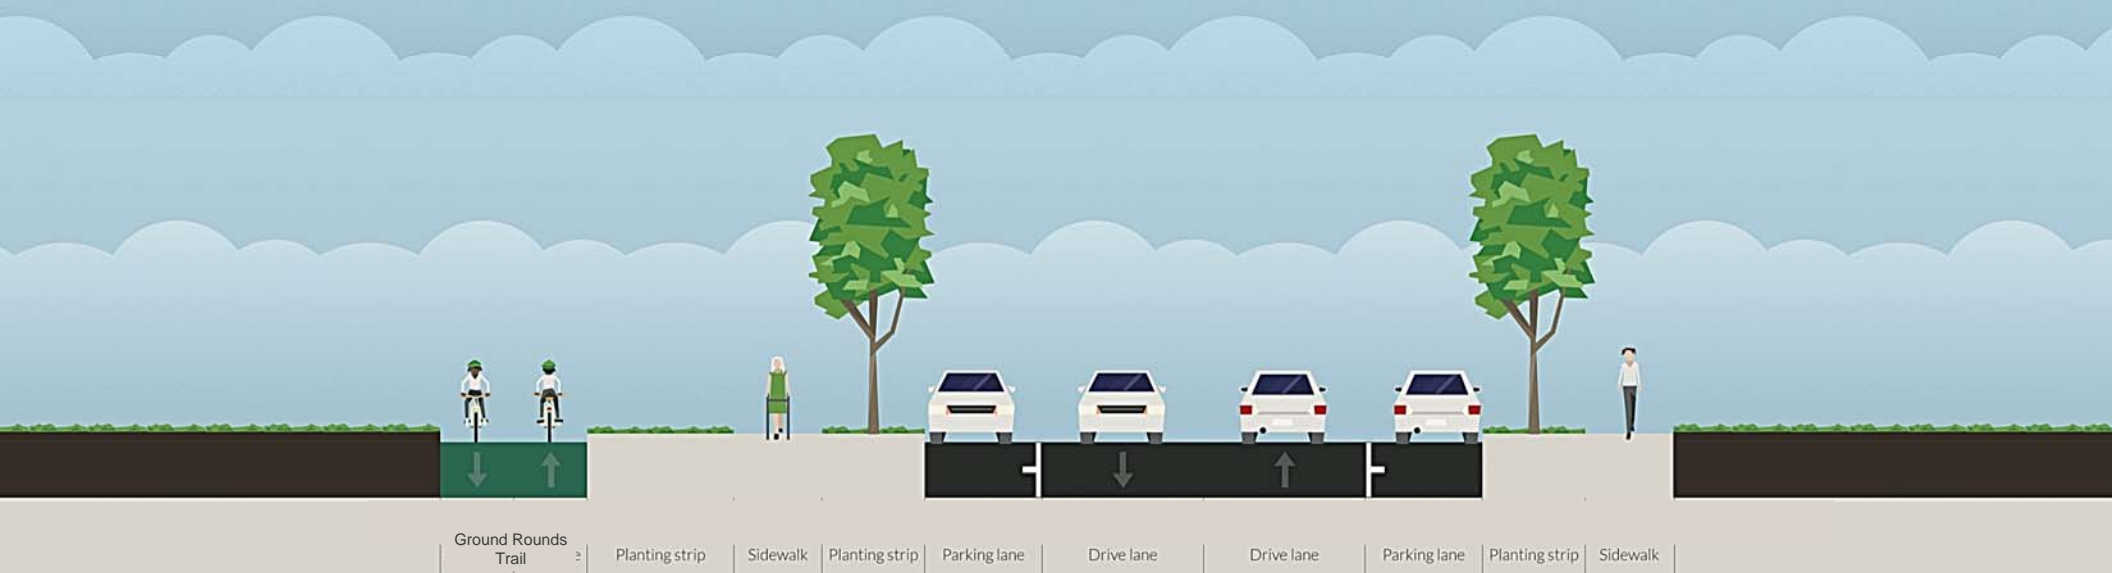 Ground Rounds
Trail
Planting strip
Sidewalk
Planting strip
Parking lane
Drive lane
Drive lane
Parking lane
Planting strip
Sidewalk